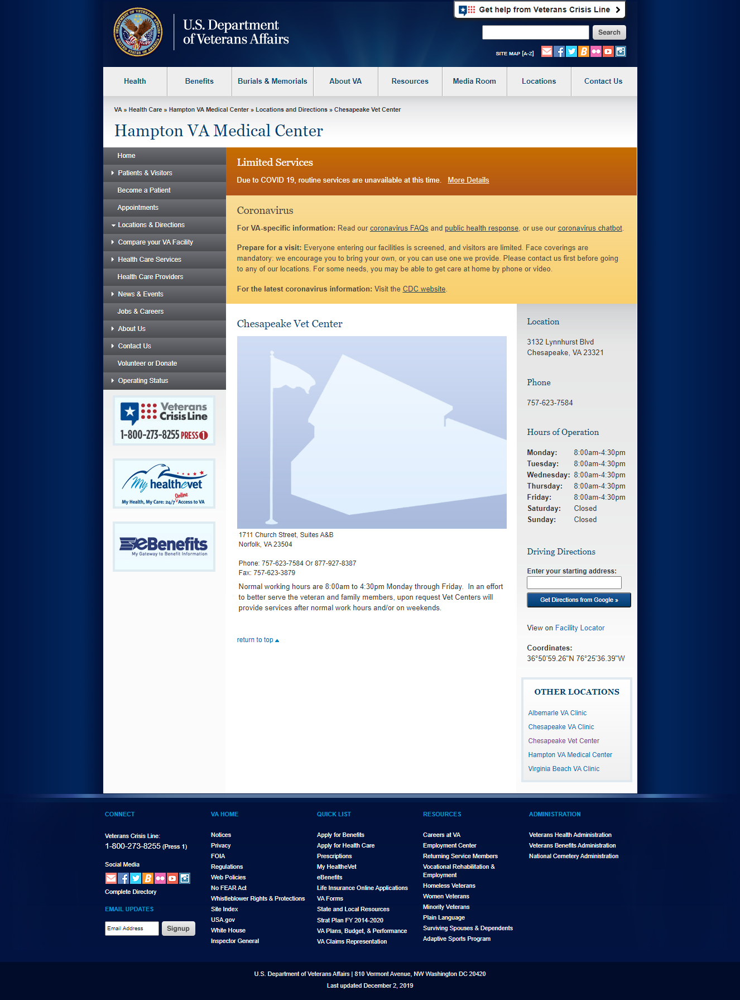 Get help from Veterans Crisis Line
U.S. Department
of Veterans Affairs
Search
SITE MAP [A-Z]
Health
Benefits
Burials & Memorials
About VA
Resources
Media Room
Locations
Contact Us
VA » Health Care » Hampton VA Medical Center » Locations and Directions » Chesapeake Vet Center
Hampton VA Medical Center
Home
Patients & Visitors
Become a Patient
Appointments
Locations & Directions
Compare your VA Facility
Health Care Services
Health Care Providers
News & Events
Jobs & Careers
About Us
Contact Us
Volunteer or Donate
Operating Status
Veterans
Crisis Line
1-800-273-8255 PRESS 1
My healthevet
Online
My Health, My Care: 24/7 Access to VA
eBenefits
My Gateway to Benefit Information
Limited Services
Due to COVID 19, routine services are unavailable at this time. More Details
Coronavirus
For VA-specific information: Read our coronavirus FAQs and public health response, or use our coronavirus chatbot.
Prepare for a visit: Everyone entering our facilities is screened, and visitors are limited. Face coverings are
mandatory: we encourage you to bring your own, or you can use one we provide. Please contact us first before going
to any of our locations. For some needs, you may be able to get care at home by phone or video.
For the latest coronavirus information: Visit the CDC website.
Chesapeake Vet Center
1711 Church Street, Suites A&B
Norfolk, VA 23504
Phone: 757-623-7584 Or 877-927-8387
Fax: 757-623-3879
Normal working hours are 8:00am to 4:30pm Monday through Friday. In an effort
to better serve the veteran and family members, upon request Vet Centers will
provide services after normal work hours and/or on weekends.
return to top
Location
3132 Lynnhurst Blvd
Chesapeake, VA 23321
Phone
757-623-7584
Hours of Operation
Monday: 8:00am-4:30pm
Tuesday: 8:00am-4:30pm
Wednesday: 8:00am-4:30pm
Thursday: 8:00am-4:30pm
Friday: 8:00am-4:30pm
Saturday: Closed
Sunday: Closed
Driving Directions
Enter your starting address:
Get Directions from Google »
View on Facility Locator
Coordinates:
36°50'59.26"N 76°25'36.39"W
OTHER LOCATIONS
Albemarle VA Clinic
Chesapeake VA Clinic
Chesapeake Vet Center
Hampton VA Medical Center
Virginia Beach VA Clinic
CONNECT
Veterans Crisis Line:
1-800-273-8255 (Press 1)
Social Media
Complete Directory
EMAIL UPDATES
Email Address
Signup
VA HOME
Notices
Privacy
FOIA
Regulations
Web Policies
No FEAR Act
Whistleblower Rights & Protections
Site Index
USA.gov
White House
Inspector General
QUICK LIST
Apply for Benefits
Apply for Health Care
Prescriptions
My HealtheVet
eBenefits
Life Insurance Online Applications
VA Forms
State and Local Resources
Strat Plan FY 2014-2020
VA Plans, Budget, & Performance
VA Claims Representation
RESOURCES
Careers at VA
Employment Center
Returning Service Members
Vocational Rehabilitation &
Employment
Homeless Veterans
Women Veterans
Minority Veterans
Plain Language
Surviving Spouses & Dependents
Adaptive Sports Program
ADMINISTRATION
Veterans Health Administration
Veterans Benefits Administration
National Cemetery Administration
U.S. Department of Veterans Affairs | 810 Vermont Avenue, NW Washington DC 20420
Last updated December 2, 2019